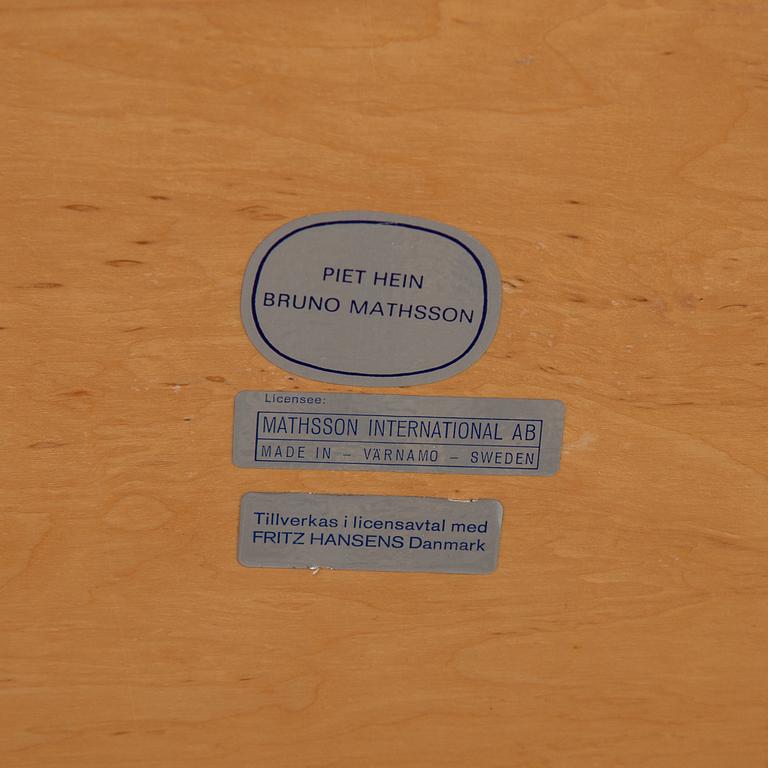 PIET HEIN
BRUNO MATHSSON
Licensee:
MATHSSON INTERNATIONAL AB
MADE IN – VÄRNAMO – SWEDEN
Tillverkas i licensavtal med
FRITZ HANSENS Danmark